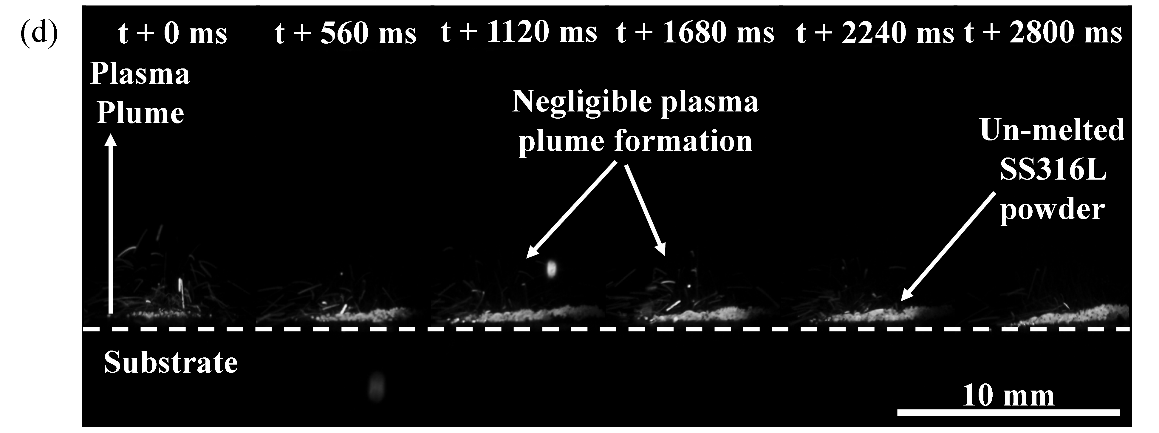 (d)
t + 0 ms t + 560 ms t + 1120 ms t + 1680 ms t + 2240 ms t + 2800 ms
Plasma
Plume
Negligible plasma
plume formation
Un-melted
SS316L
powder
Substrate
10 mm